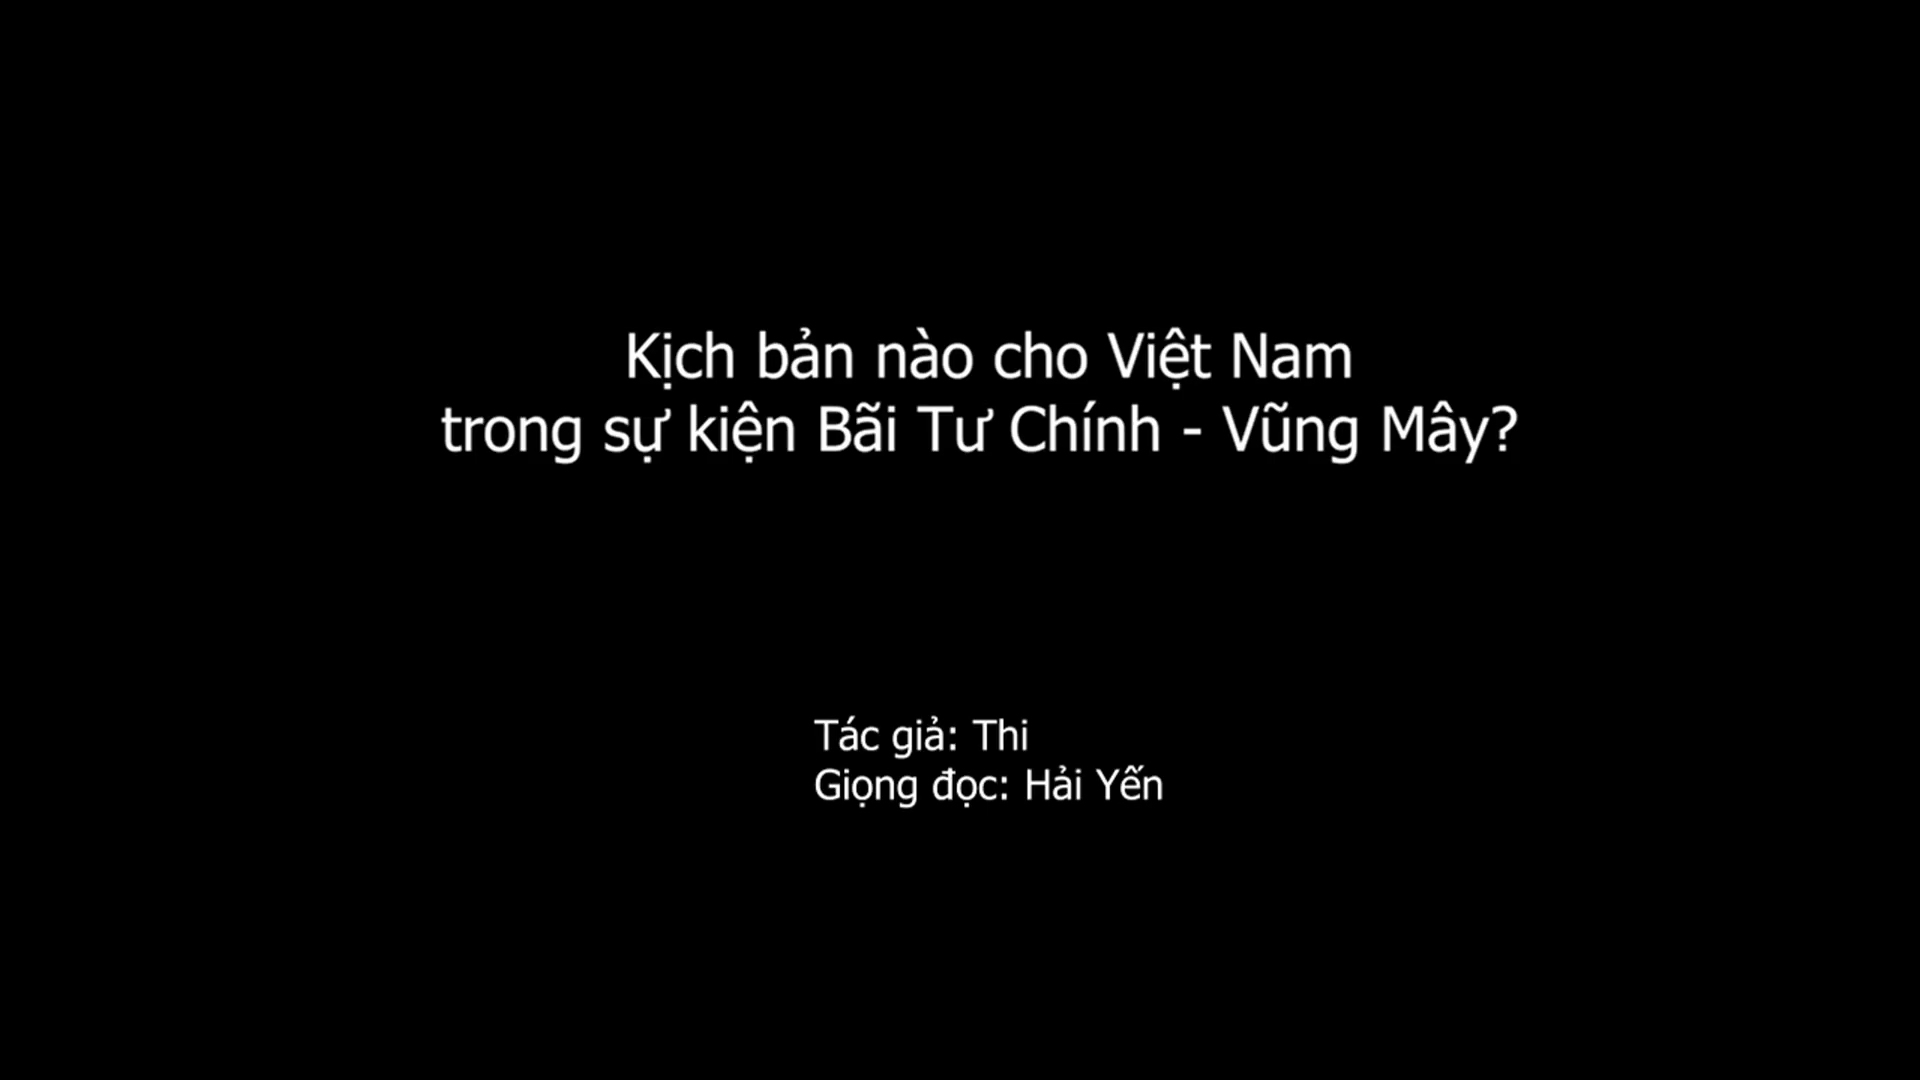 Kịch bản nào cho Việt Nam
trong sự kiện Bãi Tư Chính - Vũng Mây?
Tác giả: Thi
Giọng đọc: Hải Yến